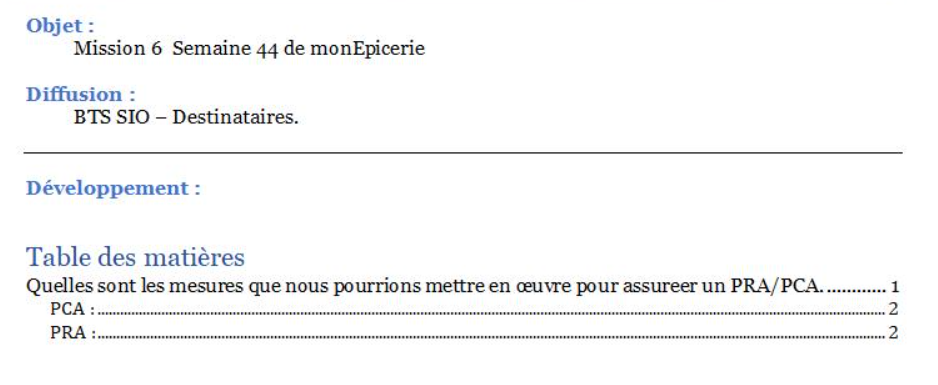 Objet :
Mission 6  Semaine 44 de monEpicerie
Diffusion :
BTS SIO – Destinataires.
Développement :
Table des matières
Quelles sont les mesures que nous pourrions mettre en œuvre pour assureer un PRA/PCA. ............ 1
PCA : ........................................................................................................ 2
PRA : ........................................................................................................ 2